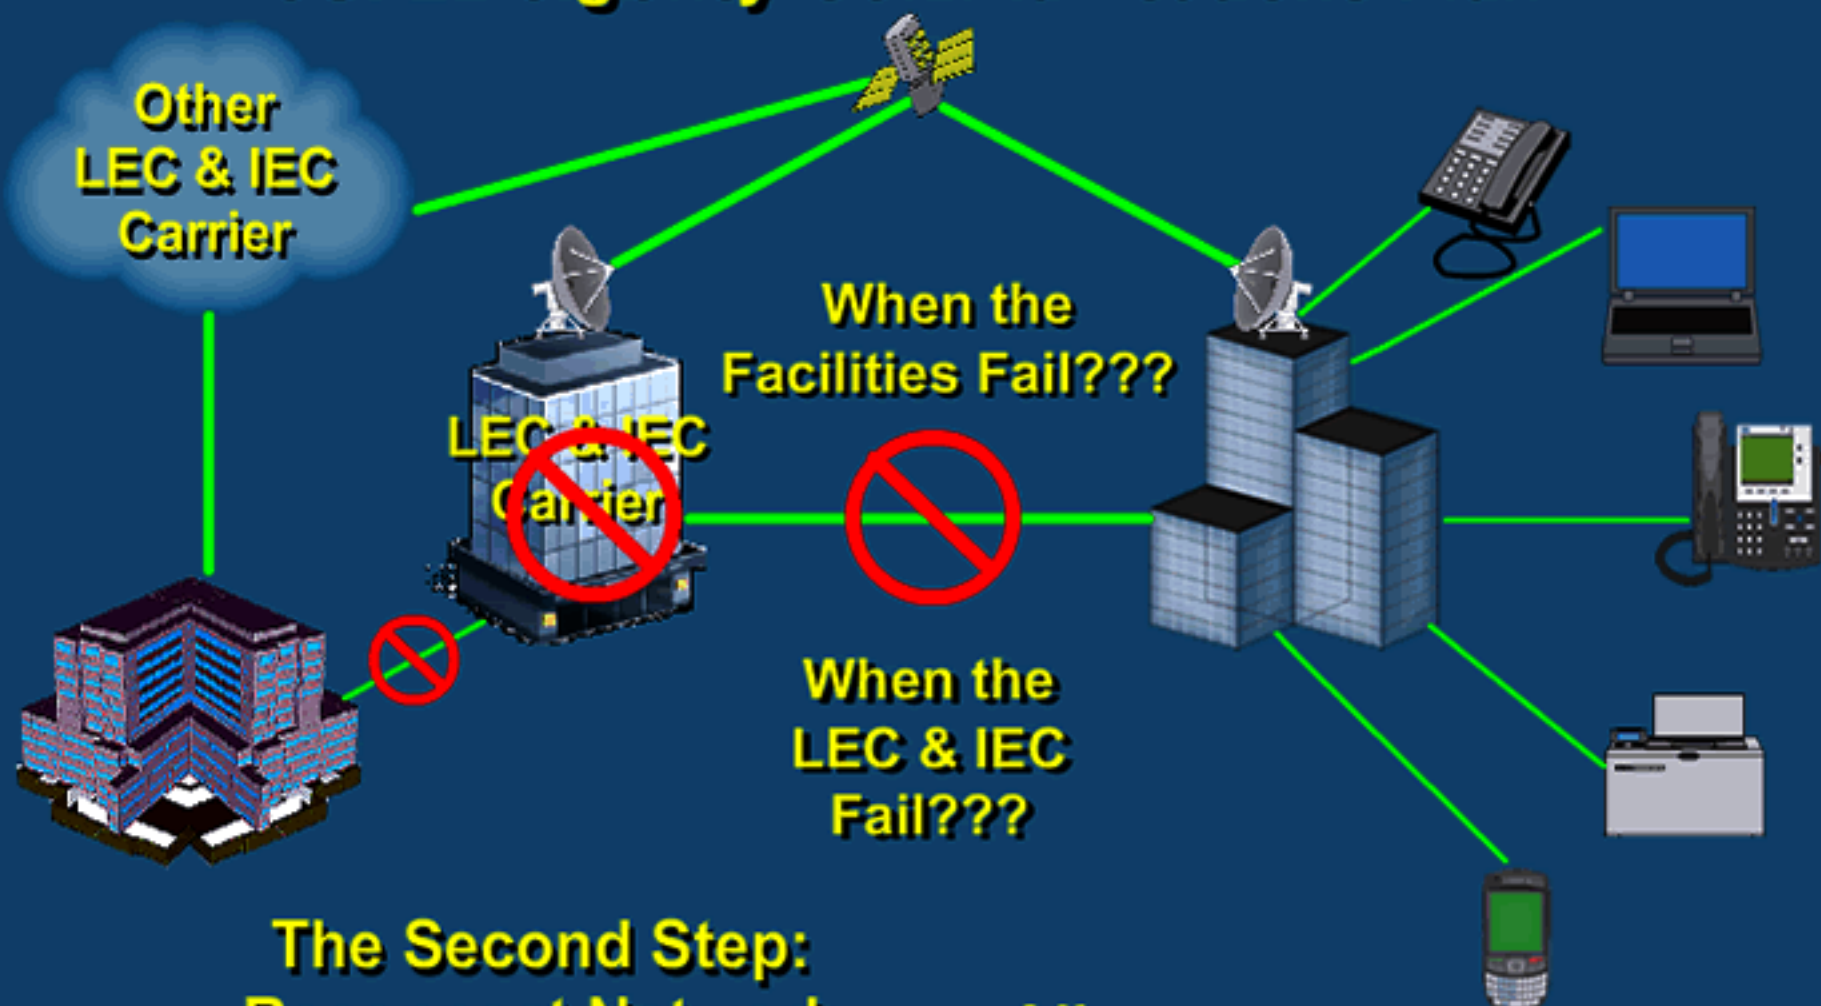 Other
LEC & IEC
Carrier
When the
Facilities Fail???
LEC & IEC
Carrier
When the
LEC & IEC
Fail???
The Second Step: